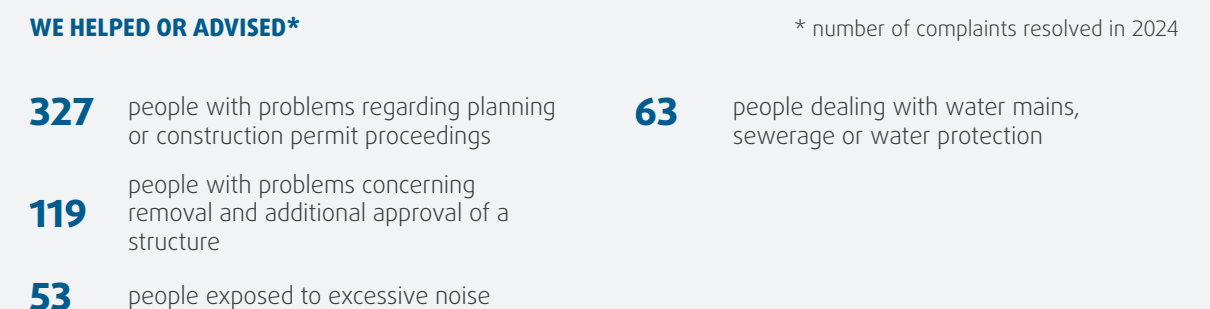 WE HELPED OR ADVISED*
* number of complaints resolved in 2024
327
people with problems regarding planning
or construction permit proceedings
119
people with problems concerning
removal and additional approval of a
structure
53
people exposed to excessive noise
63
people dealing with water mains,
sewerage or water protection